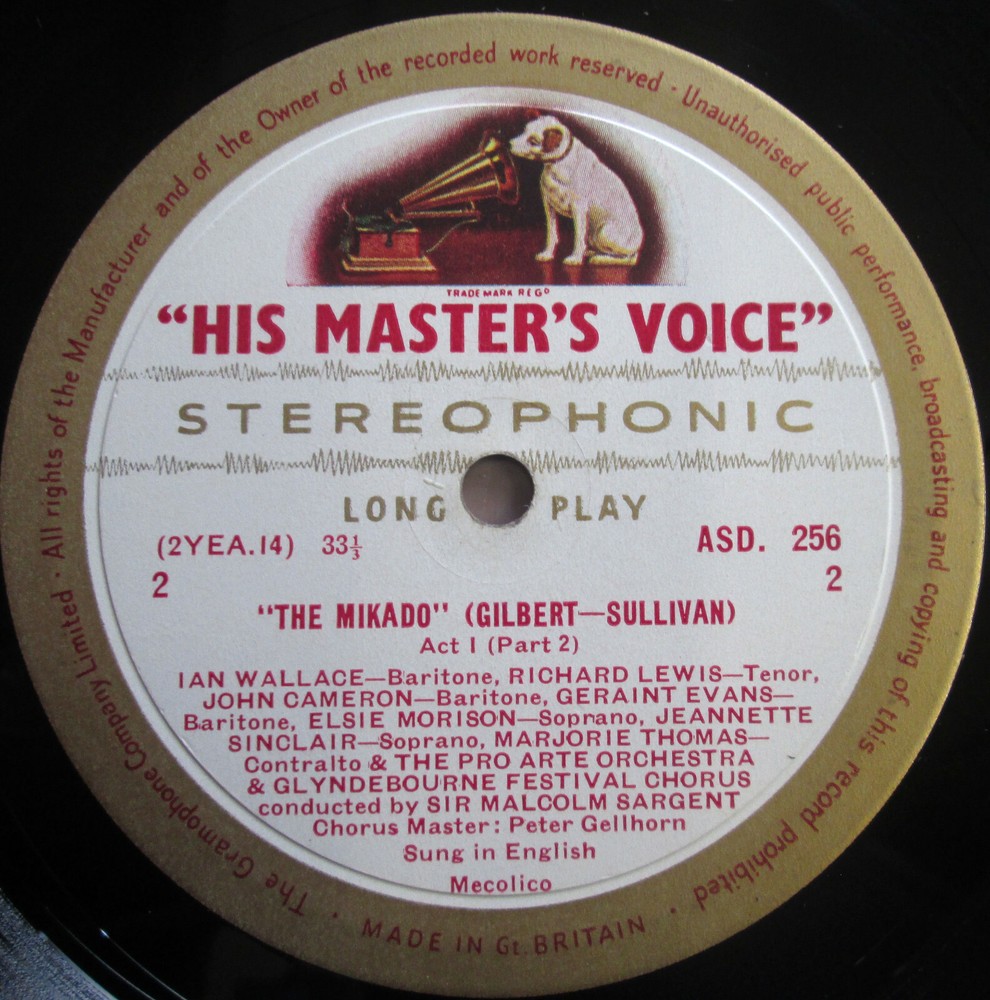 The Gramophone Company Limited · All rights of the Manufacturer and of the Owner of the recorded work reserved · Unauthorised public performance, broadcasting and copying of this record prohibited ·
TRADE MARK REGD
“HIS MASTER'S VOICE”
STEREOPHONIC
LONG PLAY
(2YEA.14) 33⅓ ASD. 256
2 2
"THE MIKADO" (GILBERT—SULLIVAN)
Act I (Part 2)
IAN WALLACE—Baritone, RICHARD LEWIS—Tenor,
JOHN CAMERON—Baritone, GERAINT EVANS—
Baritone, ELSIE MORISON—Soprano, JEANNETTE
SINCLAIR—Soprano, MARJORIE THOMAS—
Contralto & THE PRO ARTE ORCHESTRA
& GLYNDEBOURNE FESTIVAL CHORUS
conducted by SIR MALCOLM SARGENT
Chorus Master: Peter Gellhorn
Sung in English
Mecolico
MADE IN Gt. BRITAIN